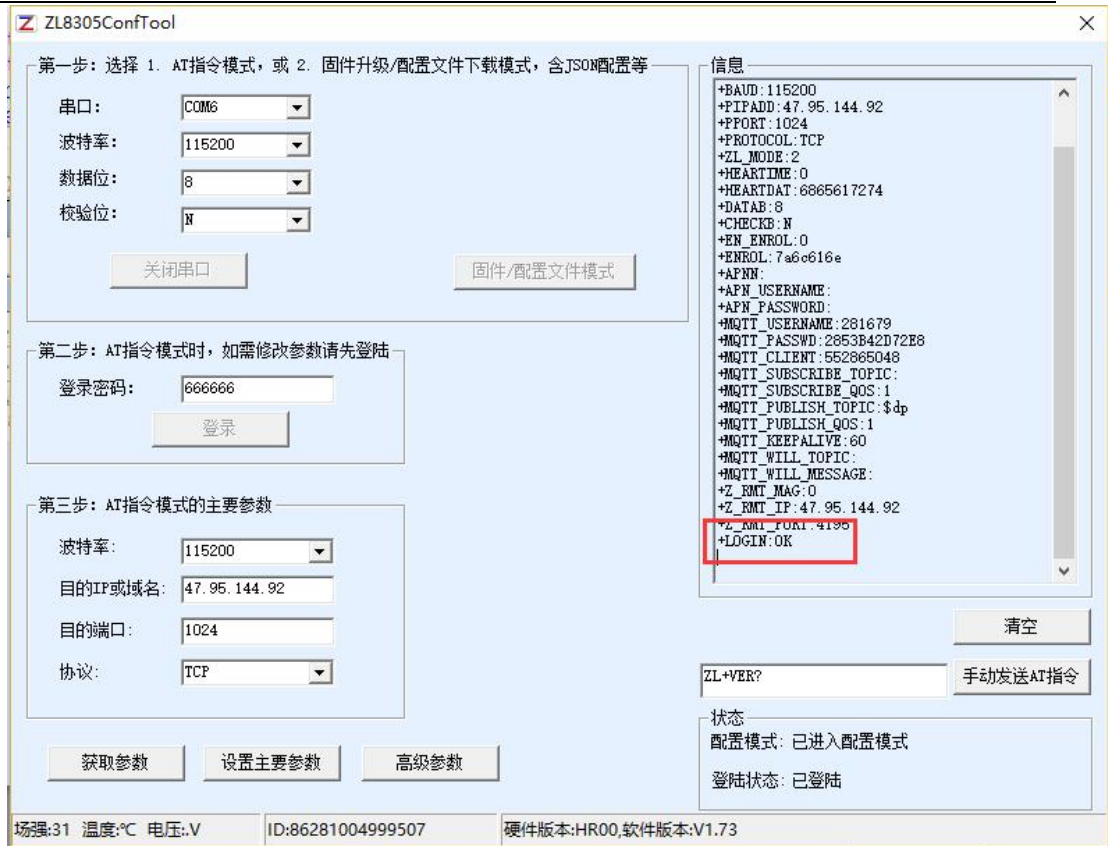 ZL8305ConfTool
第一步: 选择 1. AT指令模式, 或 2. 固件升级/配置文件下载模式, 含JSON配置等
串口:
COM6
波特率:
115200
数据位:
8
校验位:
N
关闭串口
固件/配置文件模式
第二步: AT指令模式时, 如需修改参数请先登陆
登录密码:
666666
登录
第三步: AT指令模式的主要参数
波特率:
115200
目的IP或域名:
47.95.144.92
目的端口:
1024
协议:
TCP
获取参数
设置主要参数
高级参数
信息
+BAUD:115200
+PIPADD:47.95.144.92
+PPORT:1024
+PROTOCOL:TCP
+ZL_MODE:2
+HEARTIME:0
+HEARTDAT:6865617274
+DATAB:8
+CHECKB:N
+EN_ENROL:0
+ENROL:7a6c616e
+APNN:
+APN_USERNAME:
+APN_PASSWORD:
+MQTT_USERNAME:281679
+MQTT_PASSWD:2853B42D72E8
+MQTT_CLIENT:552865048
+MQTT_SUBSCRIBE_TOPIC:
+MQTT_SUBSCRIBE_QOS:1
+MQTT_PUBLISH_TOPIC:$dp
+MQTT_PUBLISH_QOS:1
+MQTT_KEEPALIVE:60
+MQTT_WILL_TOPIC:
+MQTT_WILL_MESSAGE:
+Z_RMT_MAG:0
+Z_RMT_IP:47.95.144.92
+Z_RMT_PORT:4195
+LOGIN:OK
清空
ZL+VER?
手动发送AT指令
状态
配置模式: 已进入配置模式
登陆状态: 已登陆
场强:31 温度:℃ 电压:.V
ID:86281004999507
硬件版本:HR00,软件版本:V1.73